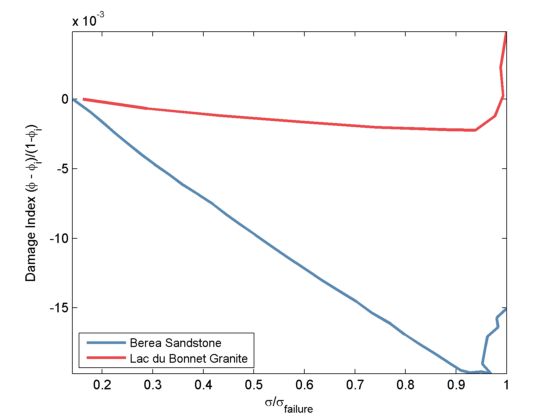 x 10⁻³
0
-5
-10
-15
Damage Index (ϕ - ϕᵢ)/(1-ϕᵢ)
Berea Sandstone
Lac du Bonnet Granite
0.2 0.3 0.4 0.5 0.6 0.7 0.8 0.9 1
σ/σfailure